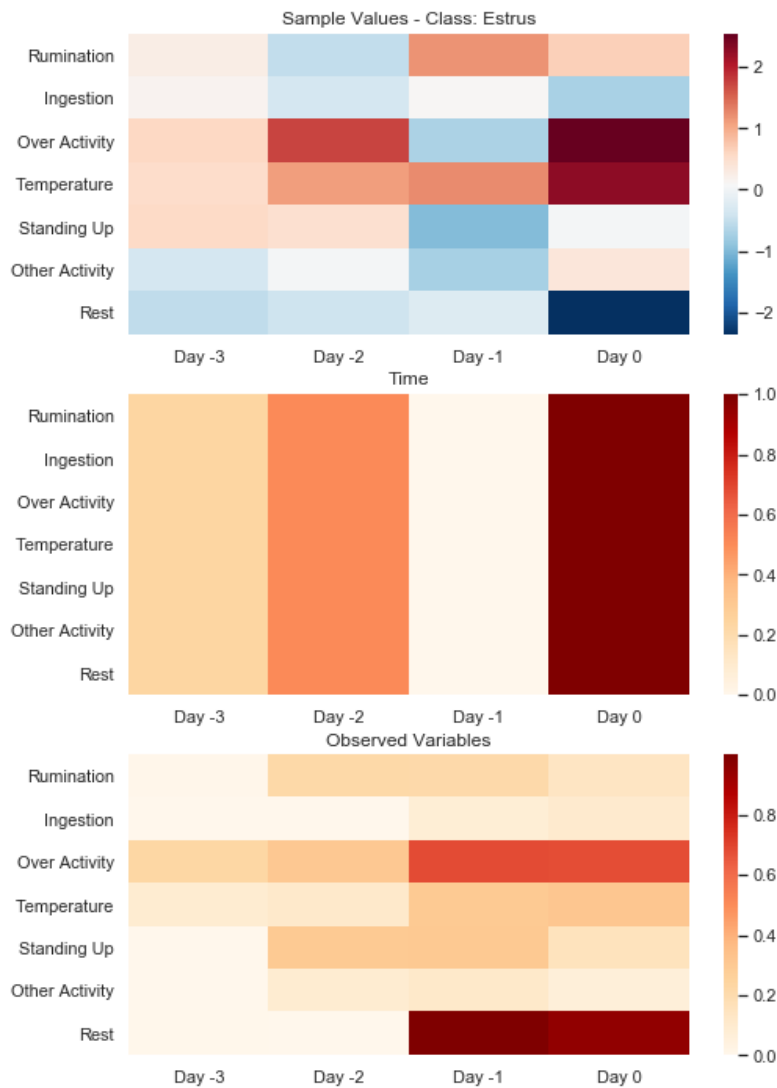 Sample Values - Class: Estrus
Rumination
Ingestion
Over Activity
Temperature
Standing Up
Other Activity
Rest
Day -3 Day -2 Day -1 Day 0
2
1
0
−1
−2
Time
Rumination
Ingestion
Over Activity
Temperature
Standing Up
Other Activity
Rest
Day -3 Day -2 Day -1 Day 0
1.0
0.8
0.6
0.4
0.2
0.0
Observed Variables
Rumination
Ingestion
Over Activity
Temperature
Standing Up
Other Activity
Rest
Day -3 Day -2 Day -1 Day 0
0.8
0.6
0.4
0.2
0.0